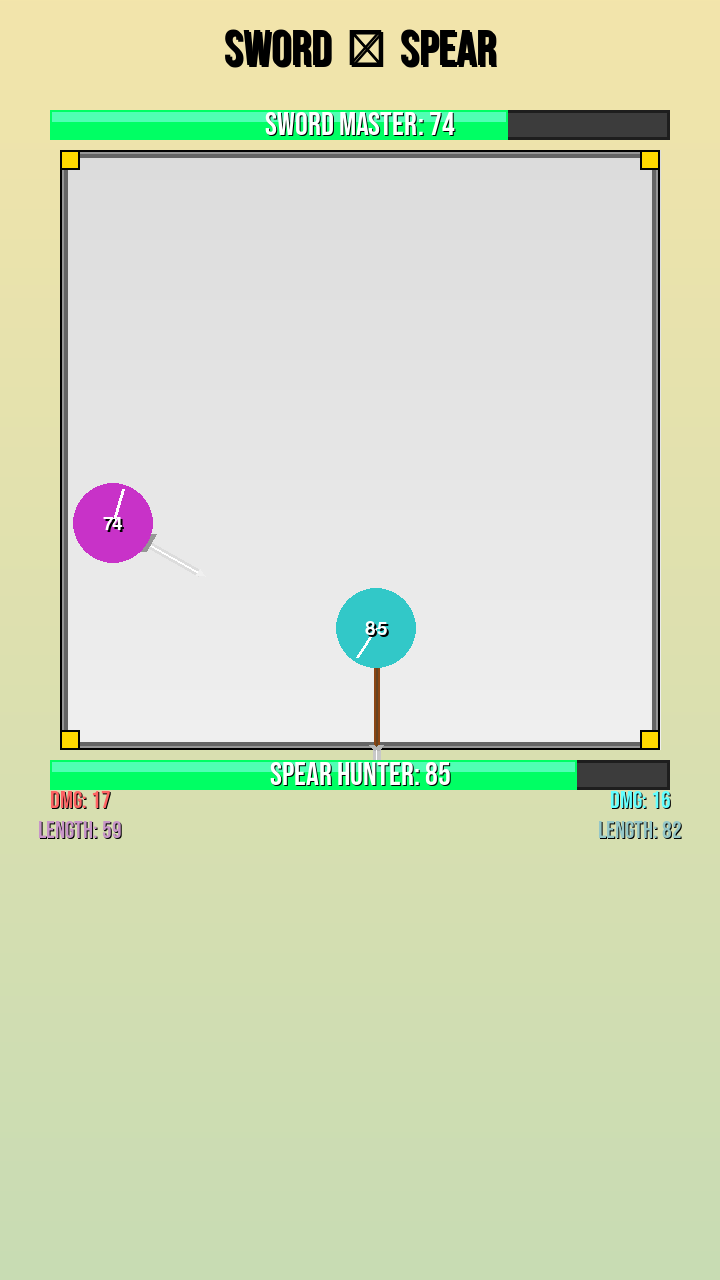 SWORD SPEAR
SWORD MASTER: 74
74
85
SPEAR HUNTER: 85
DMG: 17 DMG: 16
LENGTH: 59 LENGTH: 82